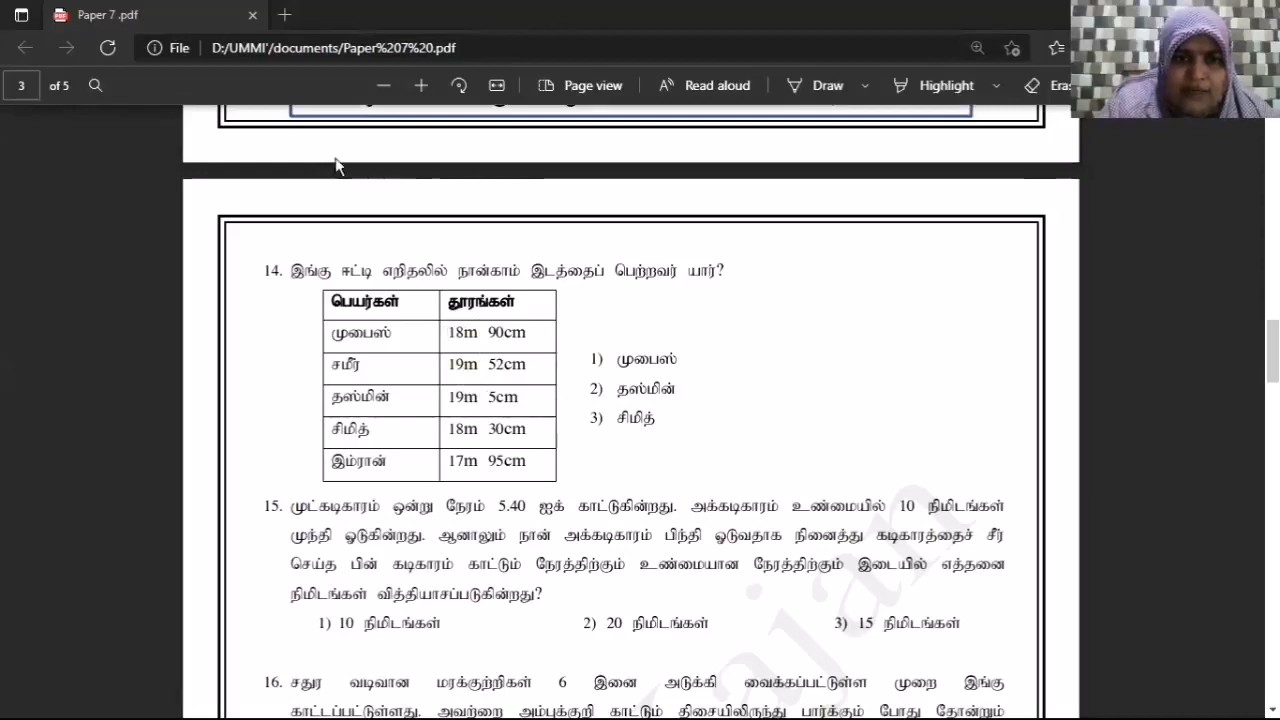 Paper 7 .pdf
File D:/UMMI'/documents/Paper%207%20.pdf
3 of 5 Page view Read aloud Draw Highlight Eras
14. இங்கு ஈட்டி எறிதலில் நான்காம் இடத்தைப் பெற்றவர் யார்?
பெயர்கள் தூரங்கள்
முபைஸ் 18m 90cm
சமீர் 19m 52cm
தஸ்மின் 19m 5cm
சிமித் 18m 30cm
இம்ரான் 17m 95cm
1) முபைஸ்
2) தஸ்மின்
3) சிமித்
15. முட்கடிகாரம் ஒன்று நேரம் 5.40 ஐக் காட்டுகின்றது. அக்கடிகாரம் உண்மையில் 10 நிமிடங்கள்
முந்தி ஓடுகின்றது. ஆனாலும் நான் அக்கடிகாரம் பிந்தி ஓடுவதாக நினைத்து கடிகாரத்தைச் சீர்
செய்த பின் கடிகாரம் காட்டும் நேரத்திற்கும் உண்மையான நேரத்திற்கும் இடையில் எத்தனை
நிமிடங்கள் வித்தியாசப்படுகின்றது?
1) 10 நிமிடங்கள் 2) 20 நிமிடங்கள் 3) 15 நிமிடங்கள்
16. சதுர வடிவான மரக்குற்றிகள் 6 இனை அடுக்கி வைக்கப்பட்டுள்ள முறை இங்கு
காட்டப்பட்டுள்ளது. அவற்றை அம்புக்குறி காட்டும் திசையிலிருந்து பார்க்கும் போது தோன்றும்